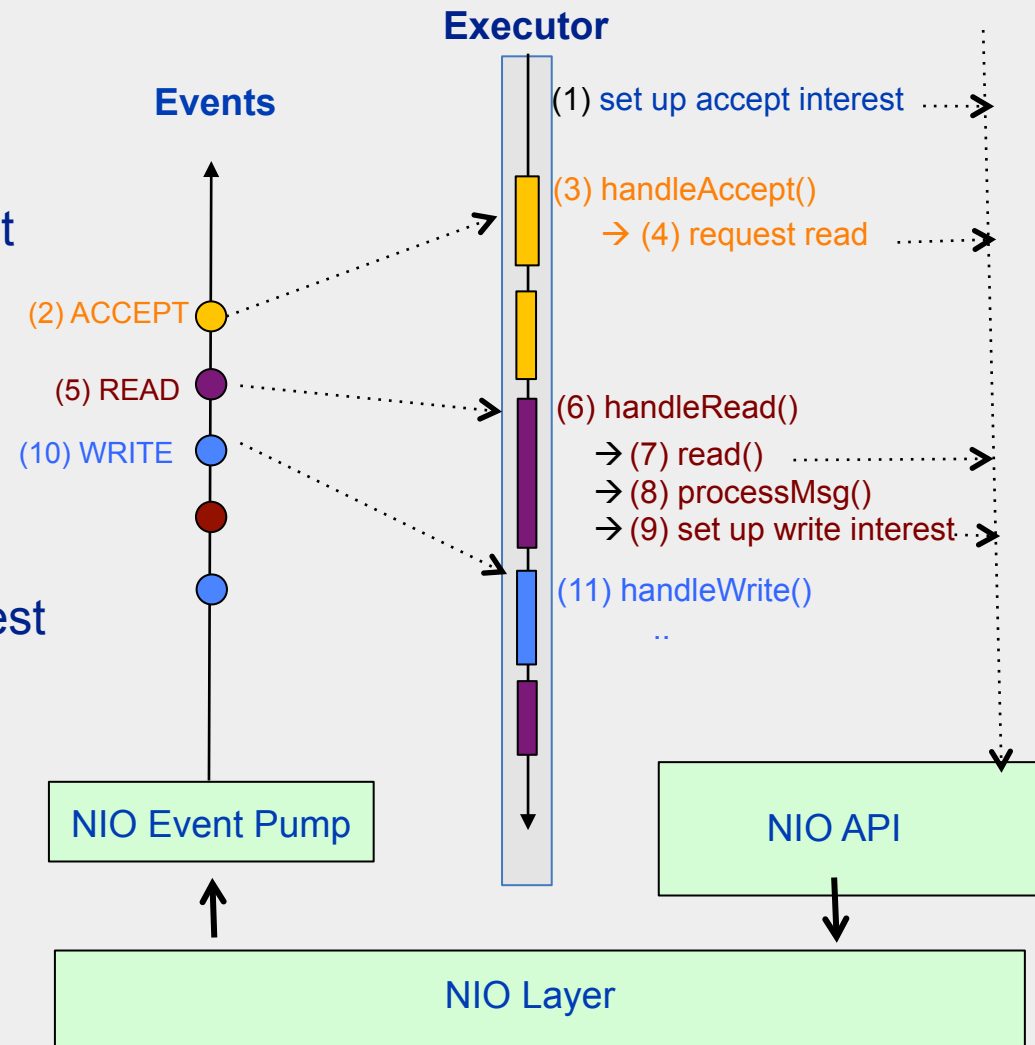 Executor
Events
(1) set up accept interest
(3) handleAccept()
→ (4) request read
t
(2) ACCEPT
(5) READ
(10) WRITE
(6) handleRead()
→ (7) read()
→ (8) processMsg()
→ (9) set up write interest
est
(11) handleWrite()
..
NIO Event Pump
NIO API
NIO Layer